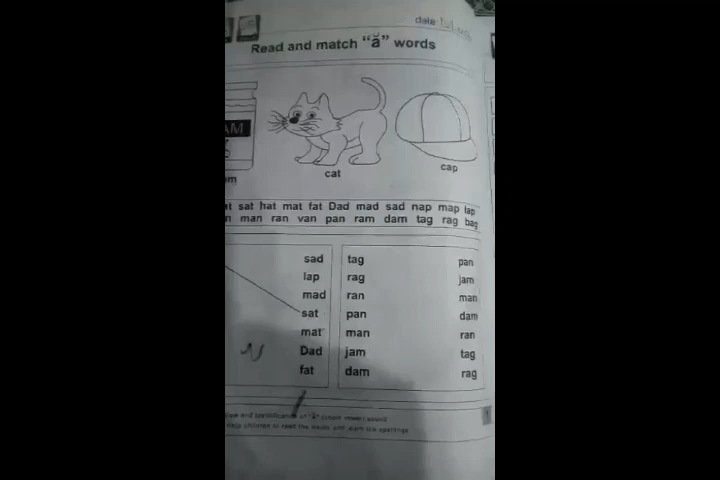 date
Read and match "ă" words
AM
cat
cap
sat hat mat fat Dad mad sad nap map lap
man ran van pan ram dam tag rag bag
sad
lap
mad
sat
mat
Dad
fat
tag pan
rag jam
ran man
pan dam
man ran
jam tag
dam rag